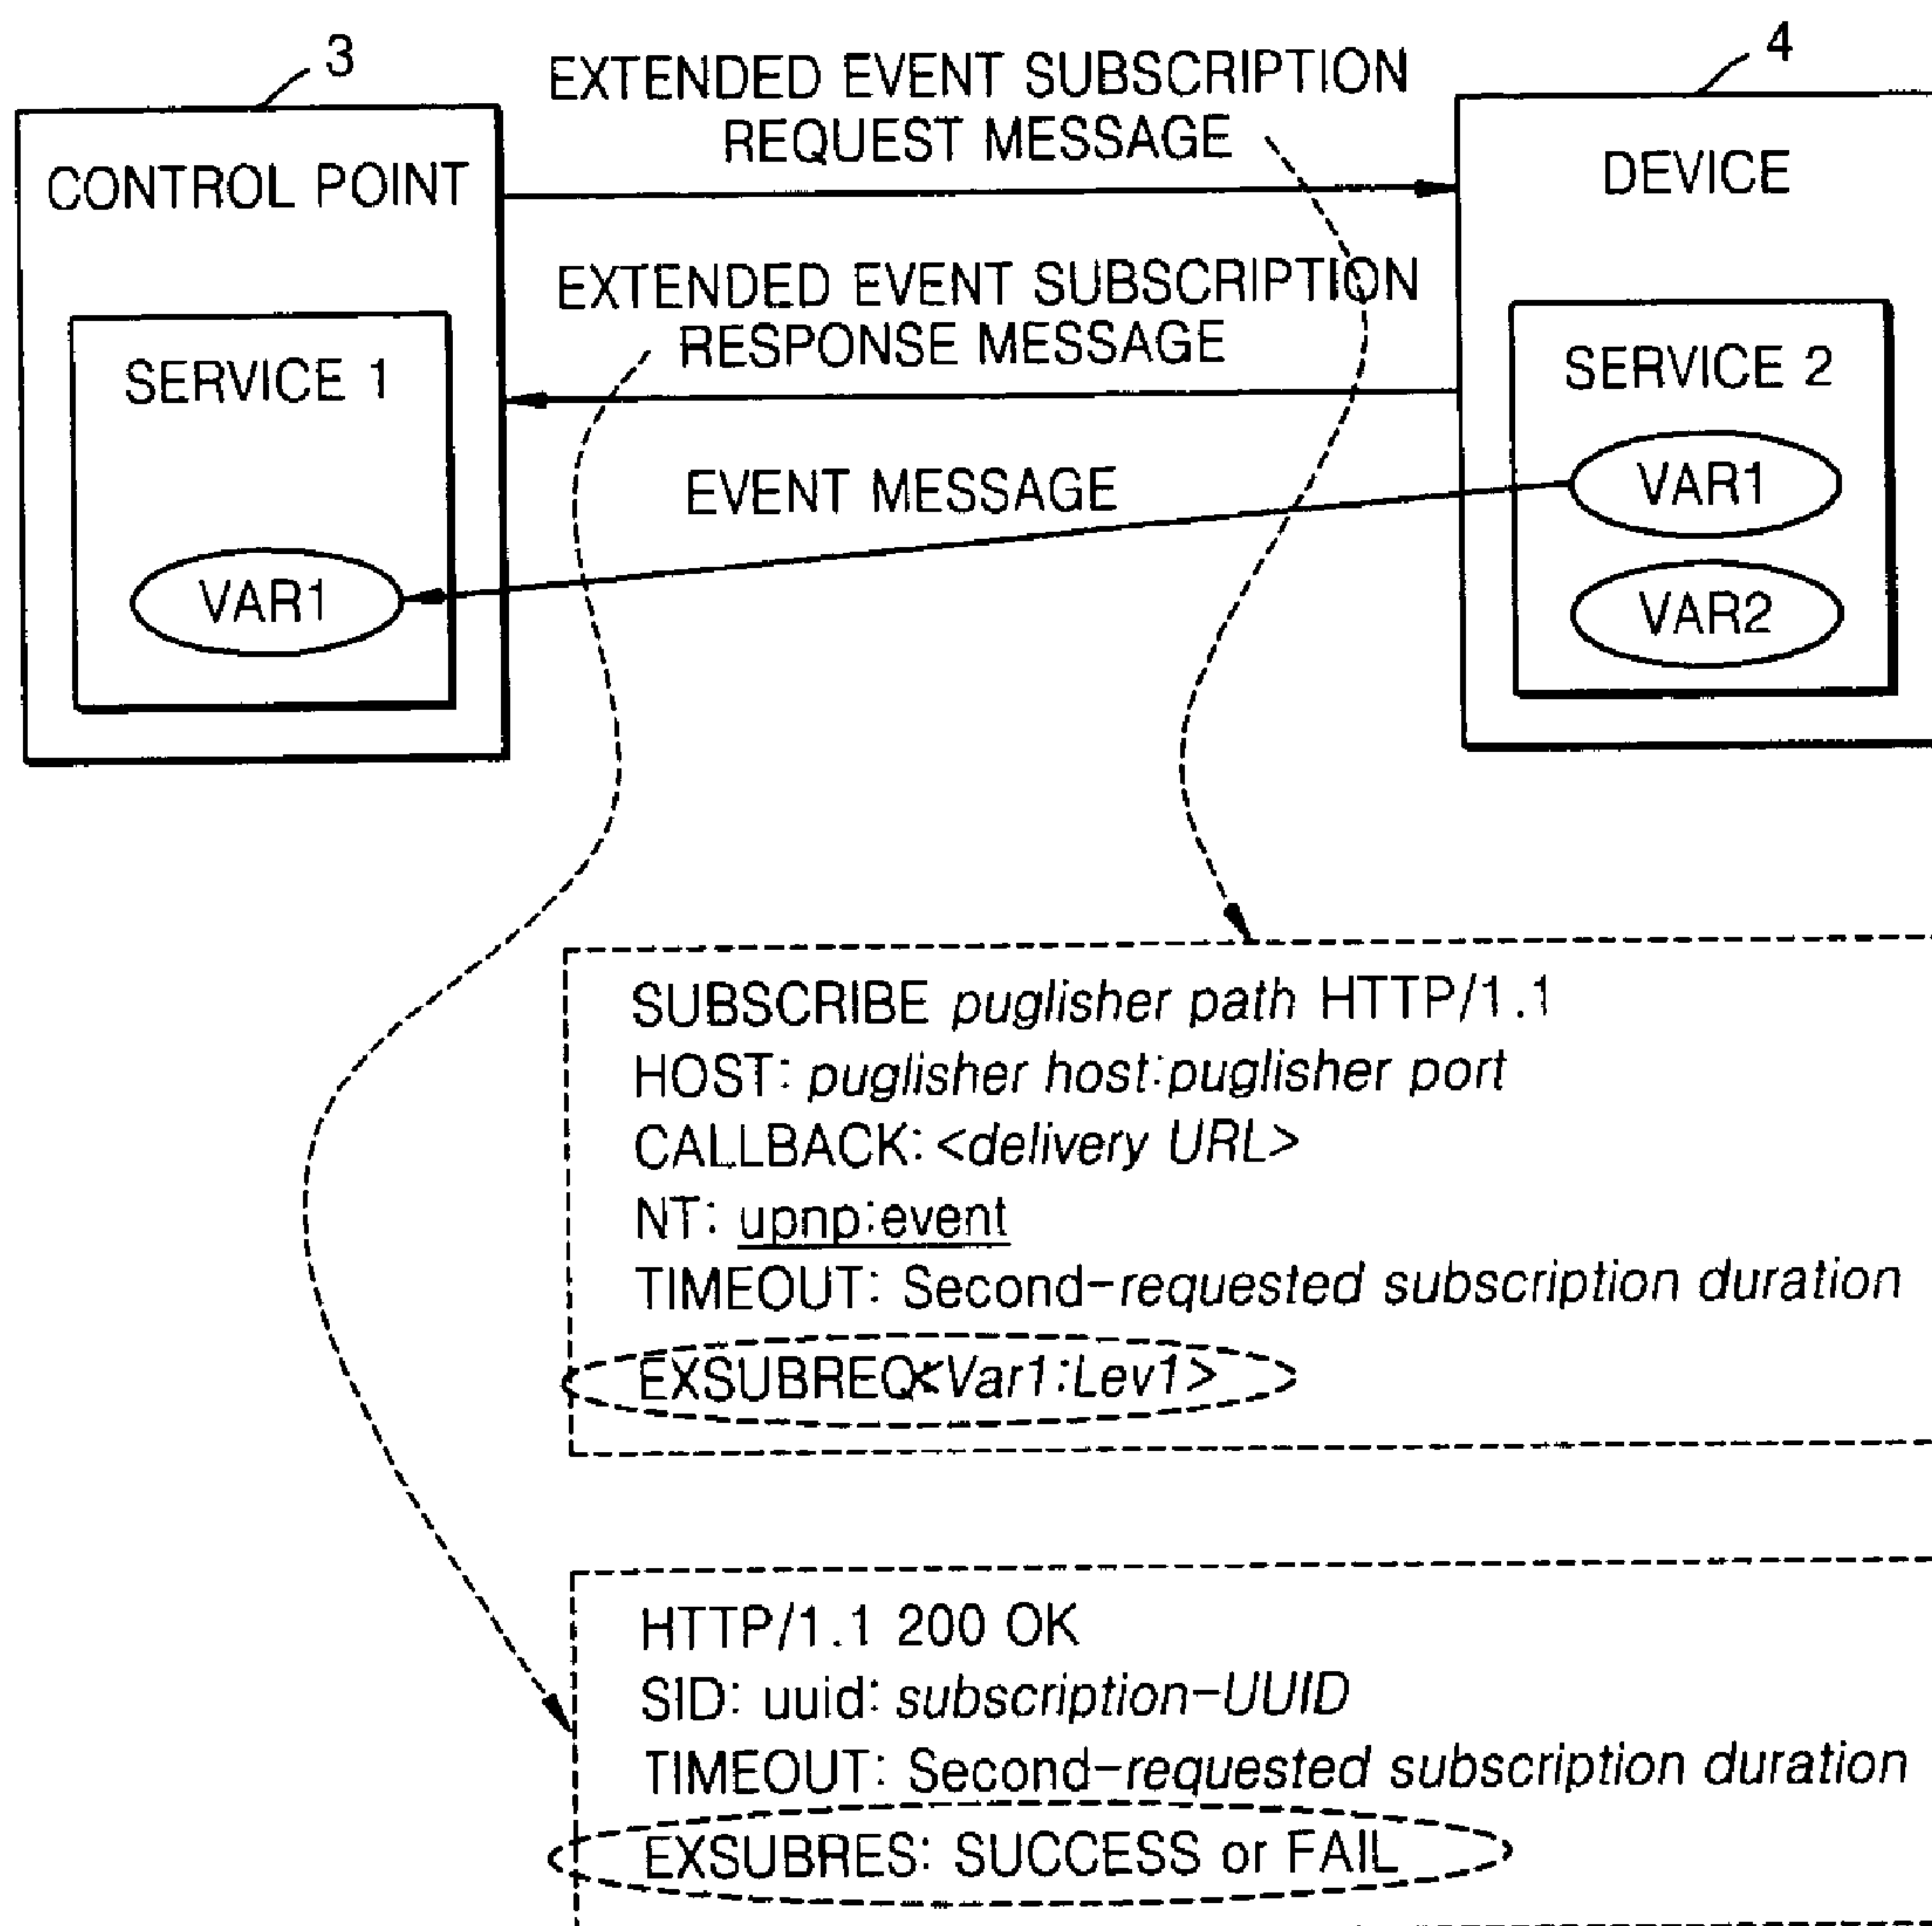 3
EXTENDED EVENT SUBSCRIPTION
REQUEST MESSAGE
4
CONTROL POINT
DEVICE
EXTENDED EVENT SUBSCRIPTION
RESPONSE MESSAGE
SERVICE 1
SERVICE 2
EVENT MESSAGE
VAR1
VAR1
VAR2
SUBSCRIBE puglisher path HTTP/1.1
HOST: puglisher host:puglisher port
CALLBACK: <delivery URL>
NT: upnp:event
TIMEOUT: Second-requested subscription duration
EXSUBREQ<Var1:Lev1>
HTTP/1.1 200 OK
SID: uuid: subscription-UUID
TIMEOUT: Second-requested subscription duration
EXSUBRES: SUCCESS or FAIL